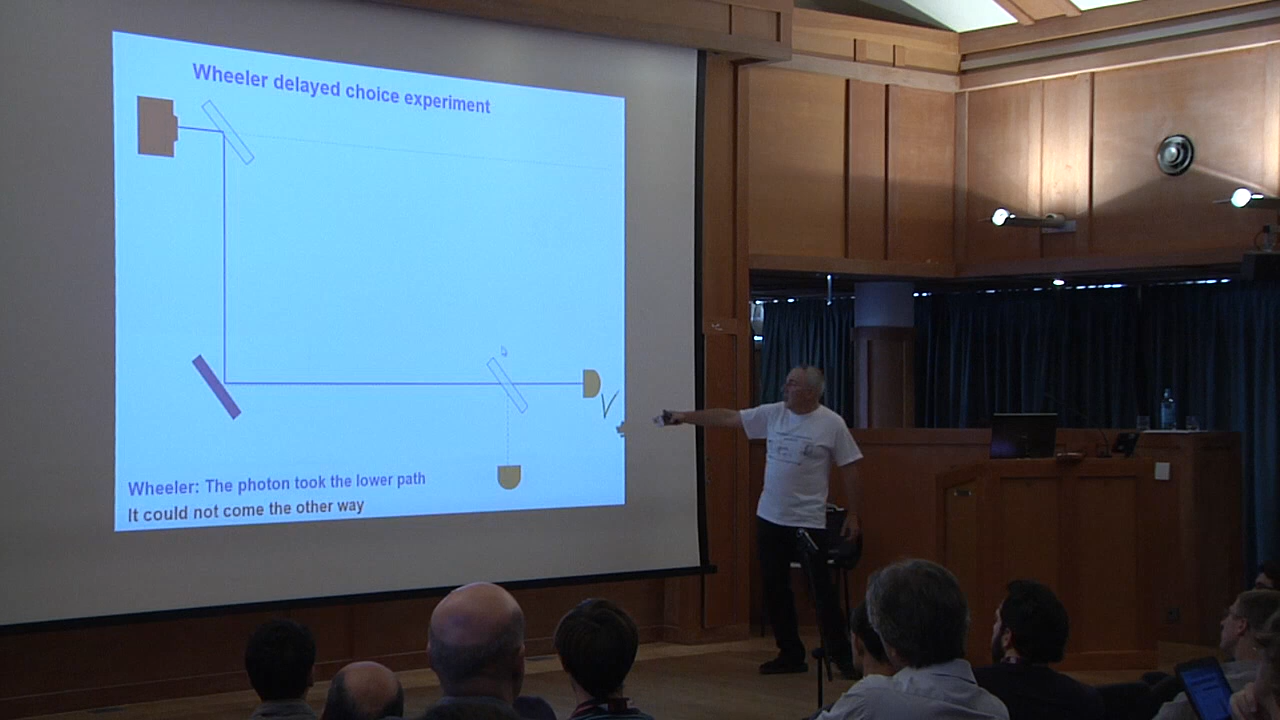 Wheeler delayed choice experiment
Wheeler: The photon took the lower path
It could not come the other way